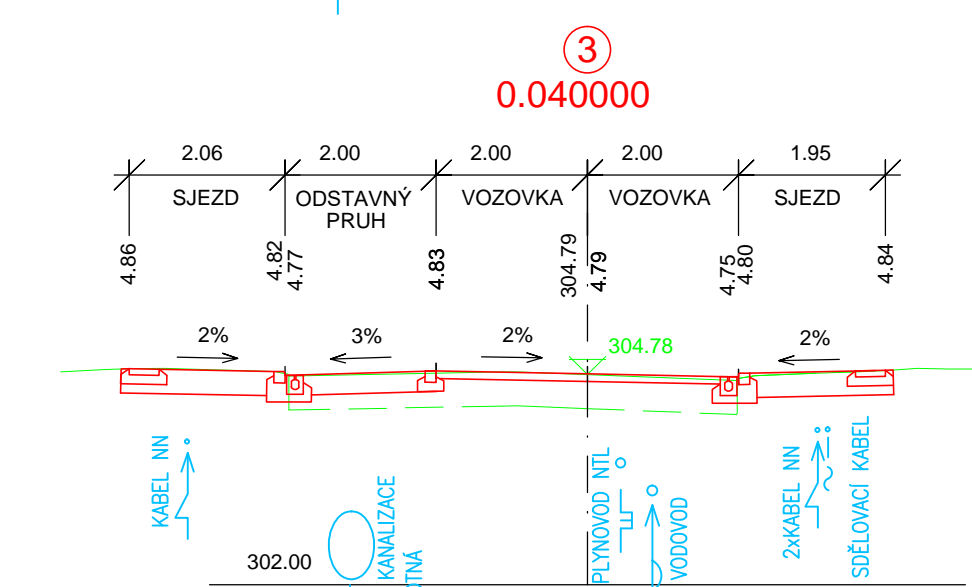 3
0.040000
2.06 2.00 2.00 2.00 1.95
SJEZD ODSTAVNÝ VOZOVKA VOZOVKA SJEZD
PRUH
4.86 4.82 4.77 4.83 304.79 4.79 4.75 4.80 4.84
2% 3% 2% 2%
304.78
KABEL NN
KANALIZACE
PLYNOVOD NTL
VODOVOD
2xKABEL NN
SDĚLOVACÍ KABEL
302.00